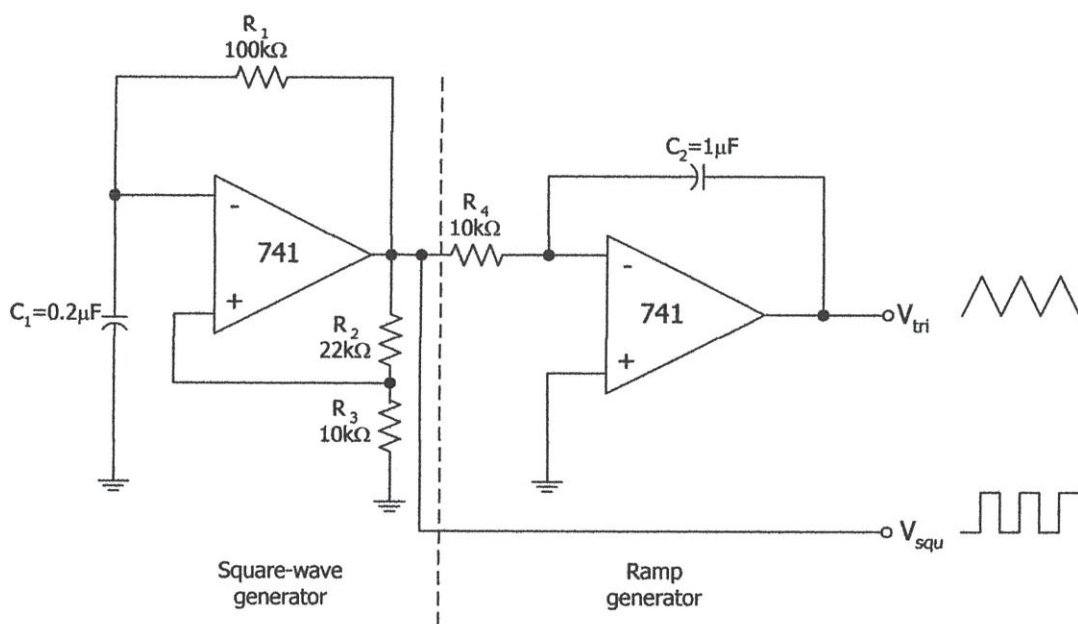 R1
100kΩ
C2=1μF
R4
10kΩ
-
741
+
C1=0.2μF
R2
22kΩ
R3
10kΩ
-
741
+
Vtri
Vsqu
Square-wave
generator
Ramp
generator